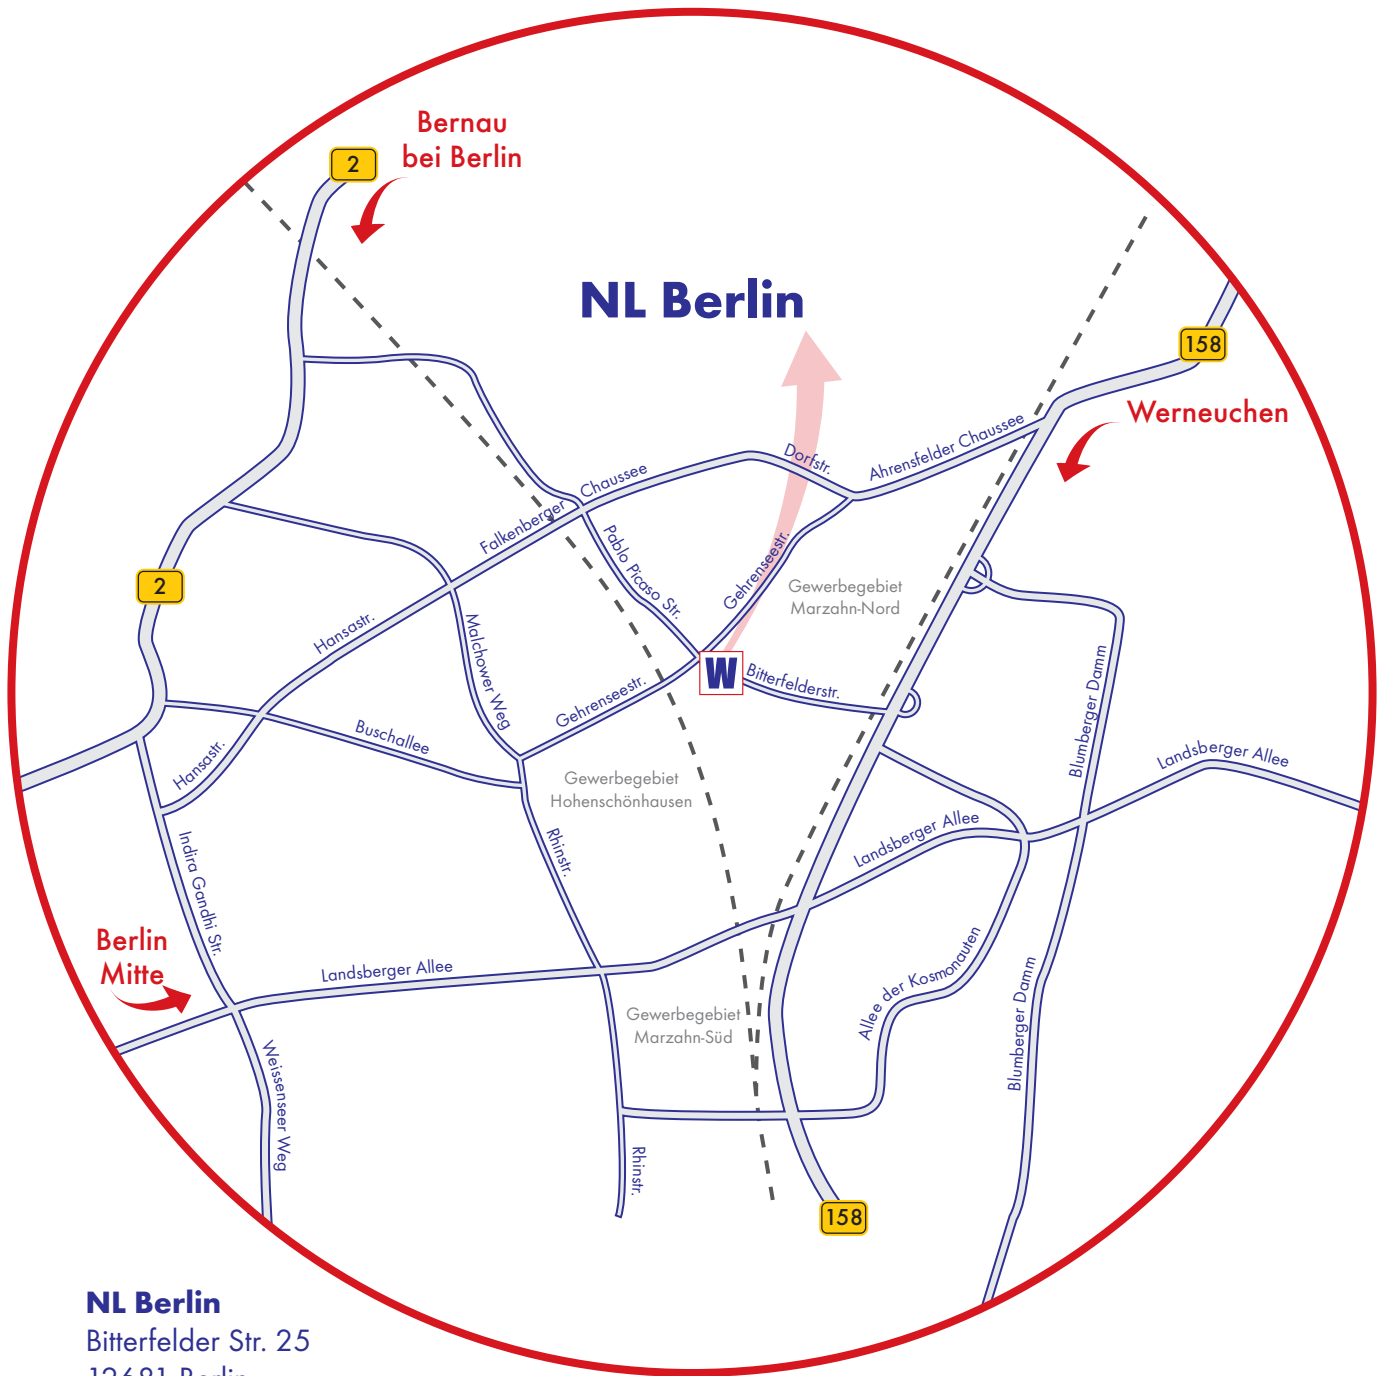 Bernau
bei Berlin
2
NL Berlin
158
Werneuchen
Dorfstr.
Ahrensfelder Chaussee
Falkenberger Chaussee
Pablo Picaso Str.
Gehrenseestr.
Gewerbegebiet
Marzahn-Nord
2
Hansastr.
Malchower Weg
W
Bitterfelderstr.
Gehrenseestr.
Blumberger Damm
Buschallee
Hansastr.
Landsberger Allee
Gewerbegebiet
Hohenschönhausen
Landsberger Allee
Rhinstr.
Indira Gandhi Str.
Berlin
Mitte
Landsberger Allee
Allee der Kosmonauten
Gewerbegebiet
Marzahn-Süd
Blumberger Damm
Weissenseer Weg
Rhinstr.
158
NL Berlin
Bitterfelder Str. 25
12681 Berlin